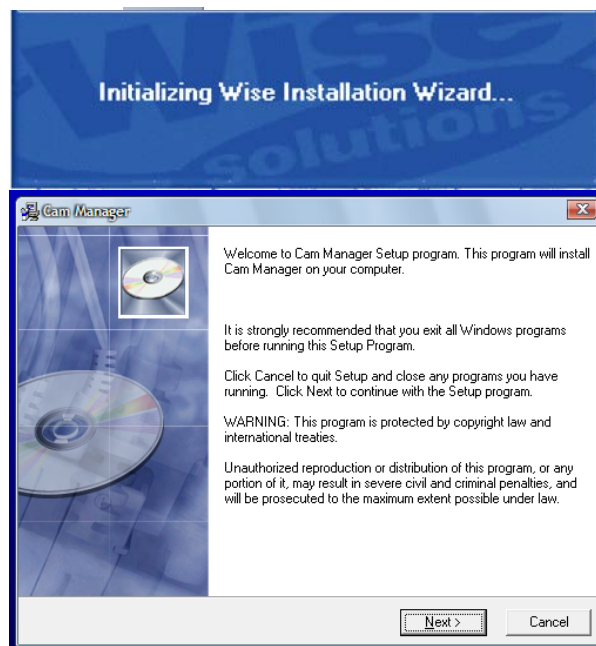 Wise
solutions
Initializing Wise Installation Wizard...
Cam Manager
Welcome to Cam Manager Setup program. This program will install
Cam Manager on your computer.
It is strongly recommended that you exit all Windows programs
before running this Setup Program.
Click Cancel to quit Setup and close any programs you have
running. Click Next to continue with the Setup program.
WARNING: This program is protected by copyright law and
international treaties.
Unauthorized reproduction or distribution of this program, or any
portion of it, may result in severe civil and criminal penalties, and
will be prosecuted to the maximum extent possible under law.
Next >
Cancel